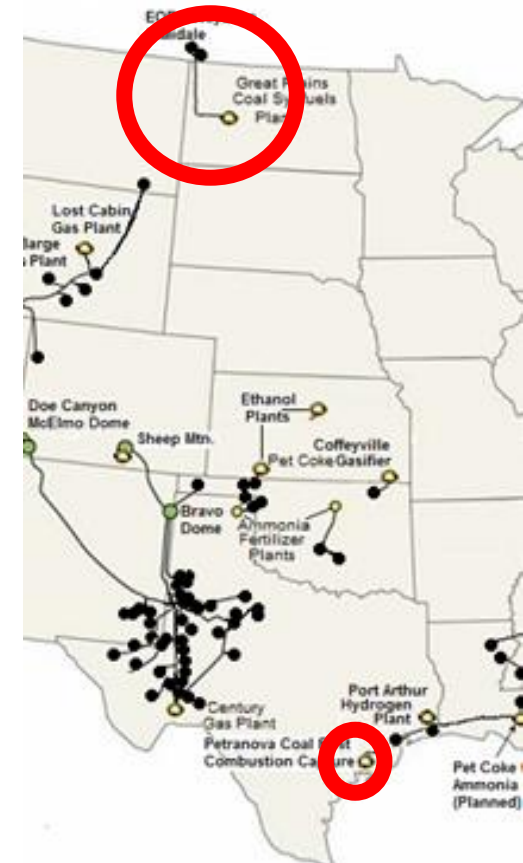 Great Plains
Coal Synfuels
Plant
Lost Cabin
Gas Plant
Plant
Doe Canyon
McElmo Dome
Sheep Mtn.
Ethanol
Plants
Coffeyville
Pet Coke Gasifier
Bravo
Dome
Ammonia
Fertilizer
Plants
Century
Gas Plant
Port Arthur
Hydrogen
Plant
Petranova Coal
Combustion
Pet Coke
Ammonia
(Planned)